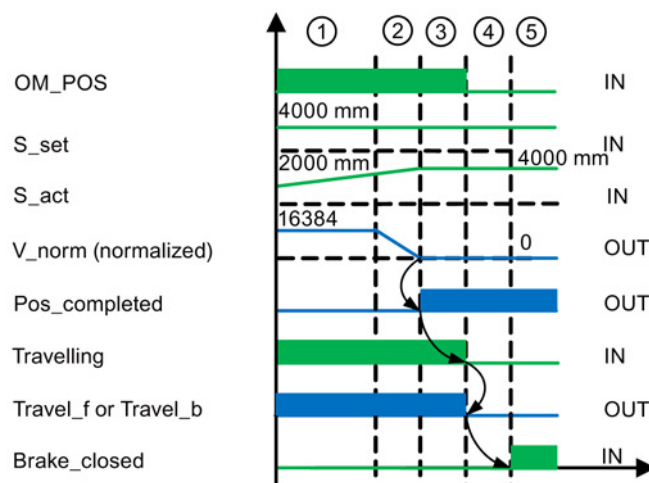 ① ② ③ ④ ⑤
OM_POS IN
4000 mm
S_set IN
2000 mm 4000 mm
S_act IN
16384
V_norm (normalized) 0 OUT
Pos_completed OUT
Travelling IN
Travel_f or Travel_b OUT
Brake_closed IN